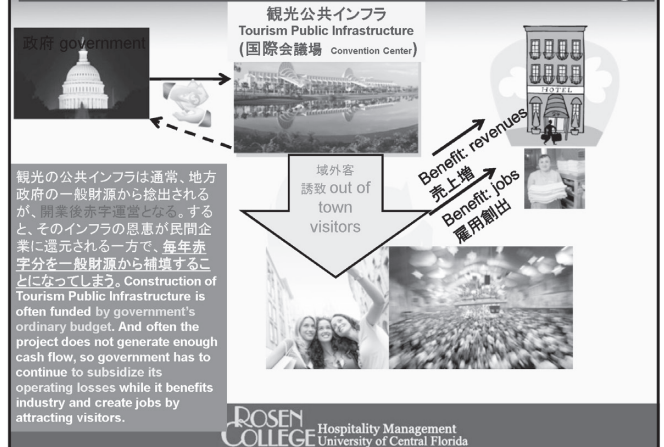 観光公共インフラ
Tourism Public Infrastructure
(国際会議場 Convention Center)
政府 government
HOTEL
Benefit: revenues
売上増
Benefit: jobs
雇用創出
域外客
誘致 out of
town
visitors
観光の公共インフラは通常、地方
政府の一般財源から捻出される
が、開業後赤字運営となる。する
と、そのインフラの恩恵が民間企
業に還元される一方で、毎年赤
字分を一般財源から補填するこ
とになってしまう。Construction of
Tourism Public Infrastructure is
often funded by government's
ordinary budget. And often the
project does not generate enough
cash flow, so government has to
continue to subsidize its
operating losses while it benefits
industry and create jobs by
attracting visitors.
ROSEN
COLLEGE Hospitality Management
University of Central Florida